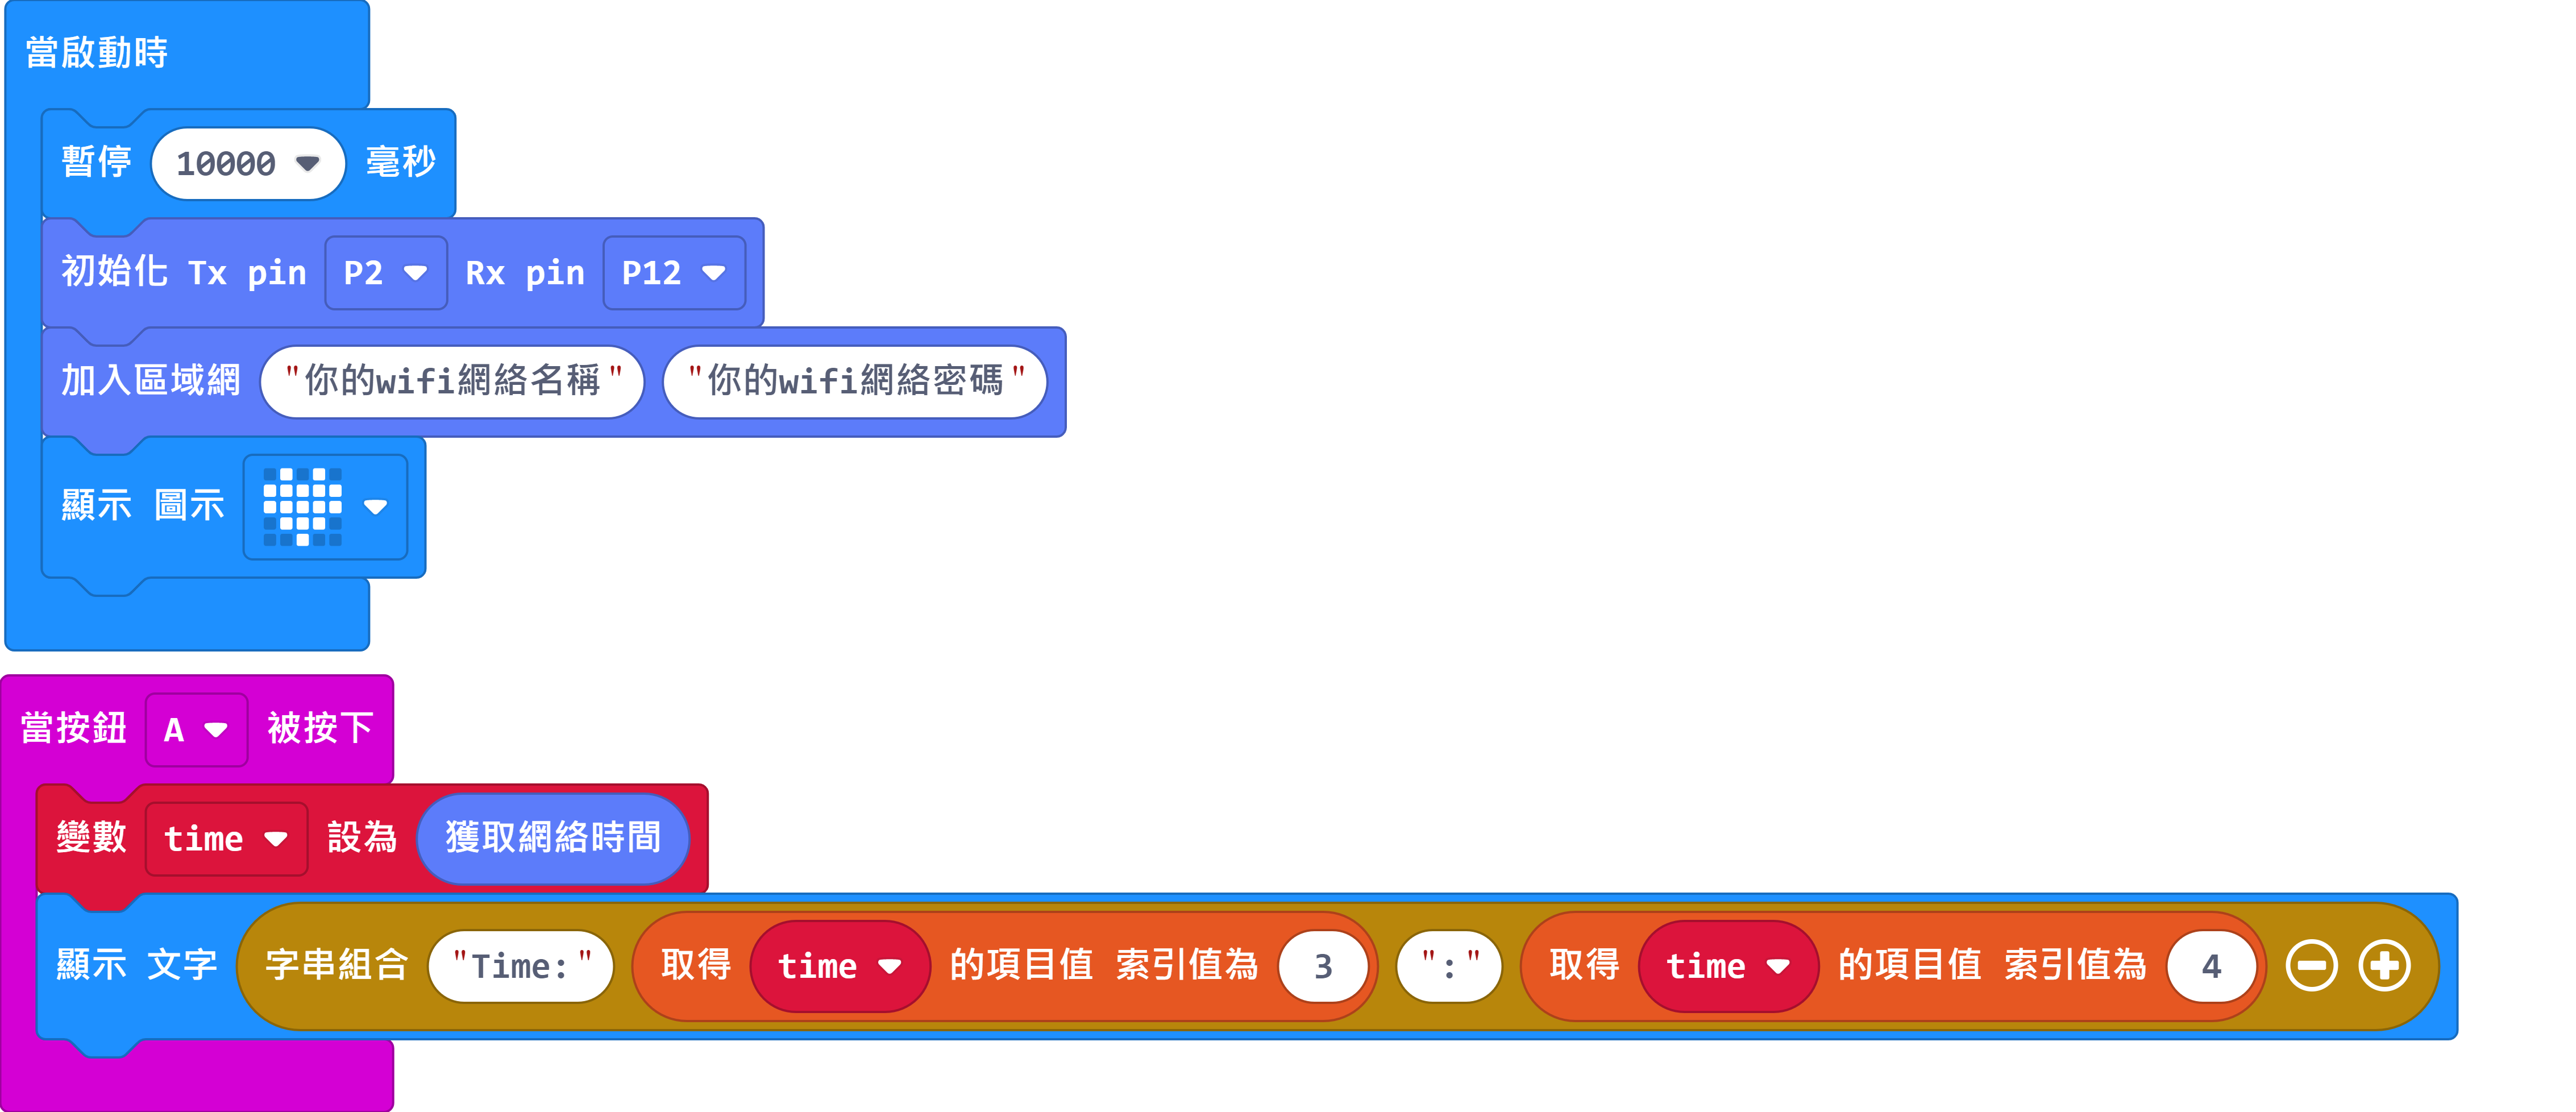 當啟動時
暫停 10000 毫秒
初始化 Tx pin P2 Rx pin P12
加入區域網 "你的wifi網絡名稱" "你的wifi網絡密碼"
顯示 圖示
當按鈕 A 被按下
變數 time 設為 獲取網絡時間
顯示 文字 字串組合 "Time:" 取得 time 的項目值 索引值為 3 ":" 取得 time 的項目值 索引值為 4